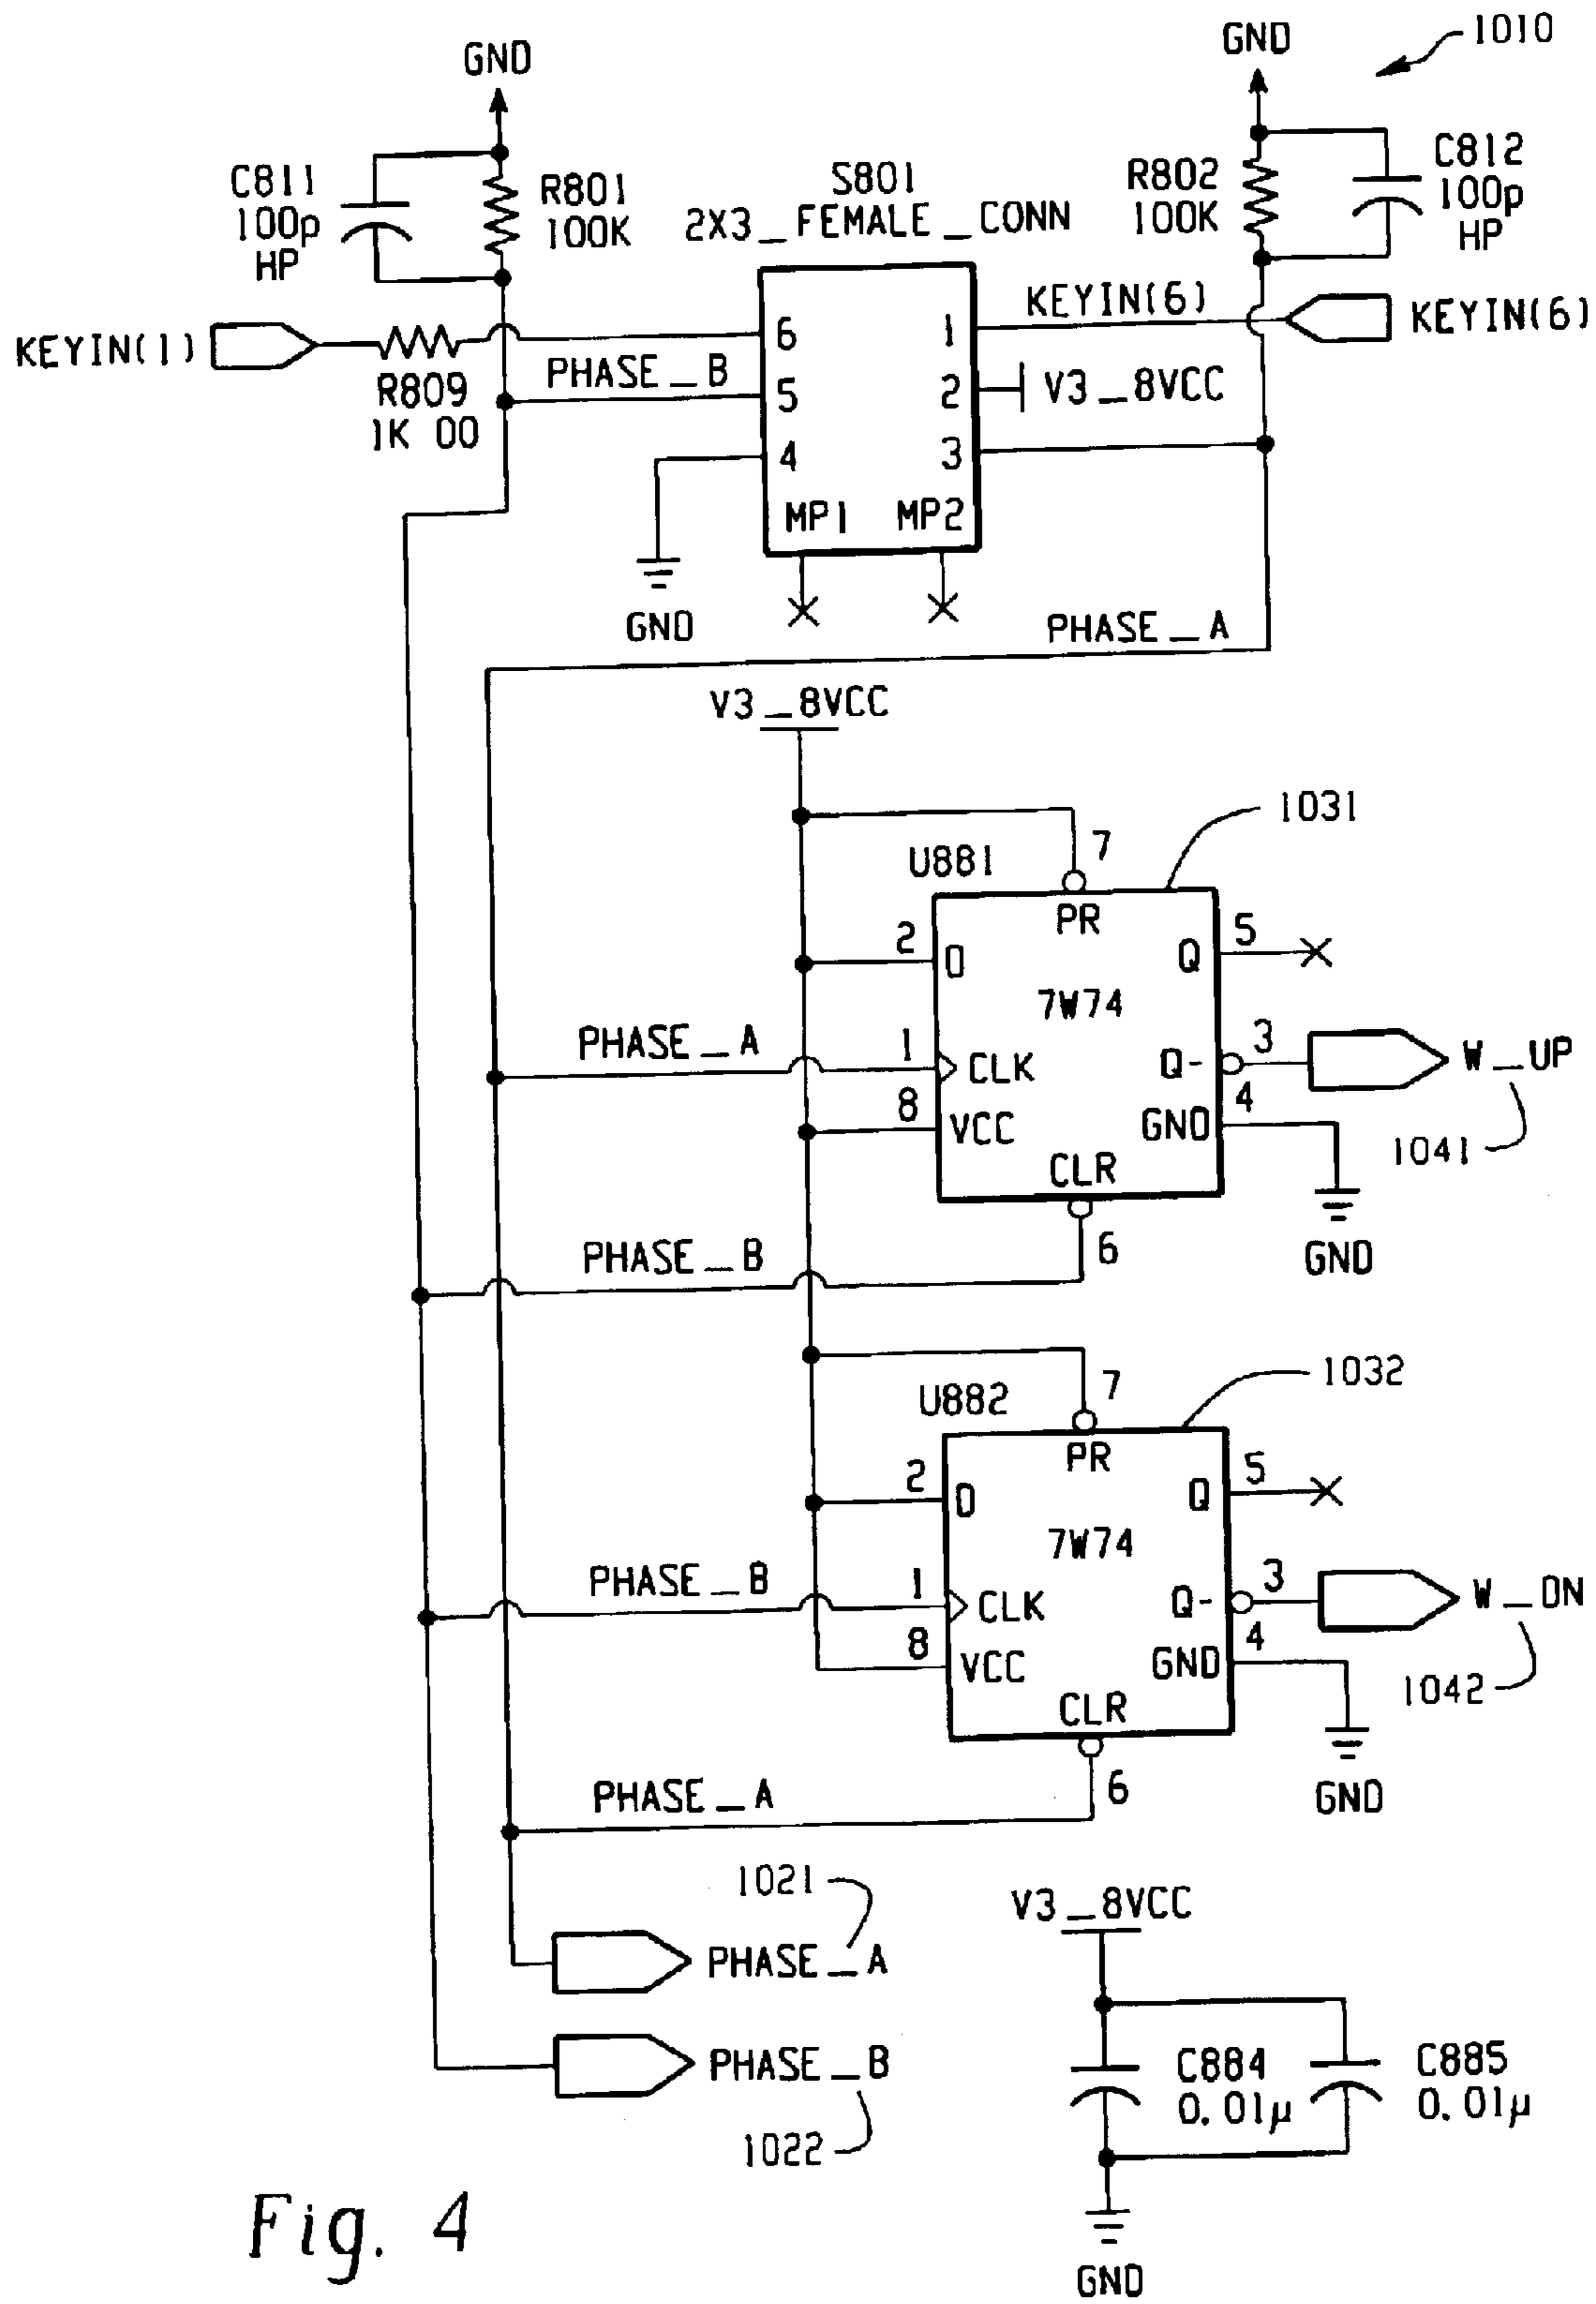 1010
GND
GND
C811
100p
HP
R801
100K
S801
2X3_FEMALE_CONN
R802
100K
C812
100p
HP
KEYIN(1)
R809
1K 00
PHASE_B
6
5
4
1
2
3
MP1
MP2
KEYIN(6)
KEYIN(6)
V3_8VCC
GND
PHASE_A
V3_8VCC
1031
U881
7
PR
2
D
Q
5
7W74
PHASE_A
1
CLK
Q-
3
W_UP
8
VCC
GND
4
1041
CLR
6
GND
PHASE_B
1032
U882
7
PR
2
D
Q
5
7W74
PHASE_B
1
CLK
Q-
3
W_DN
8
VCC
GND
4
1042
CLR
6
GND
PHASE_A
1021
PHASE_A
PHASE_B
1022
V3_8VCC
C884
0.01µ
C885
0.01µ
GND
Fig. 4